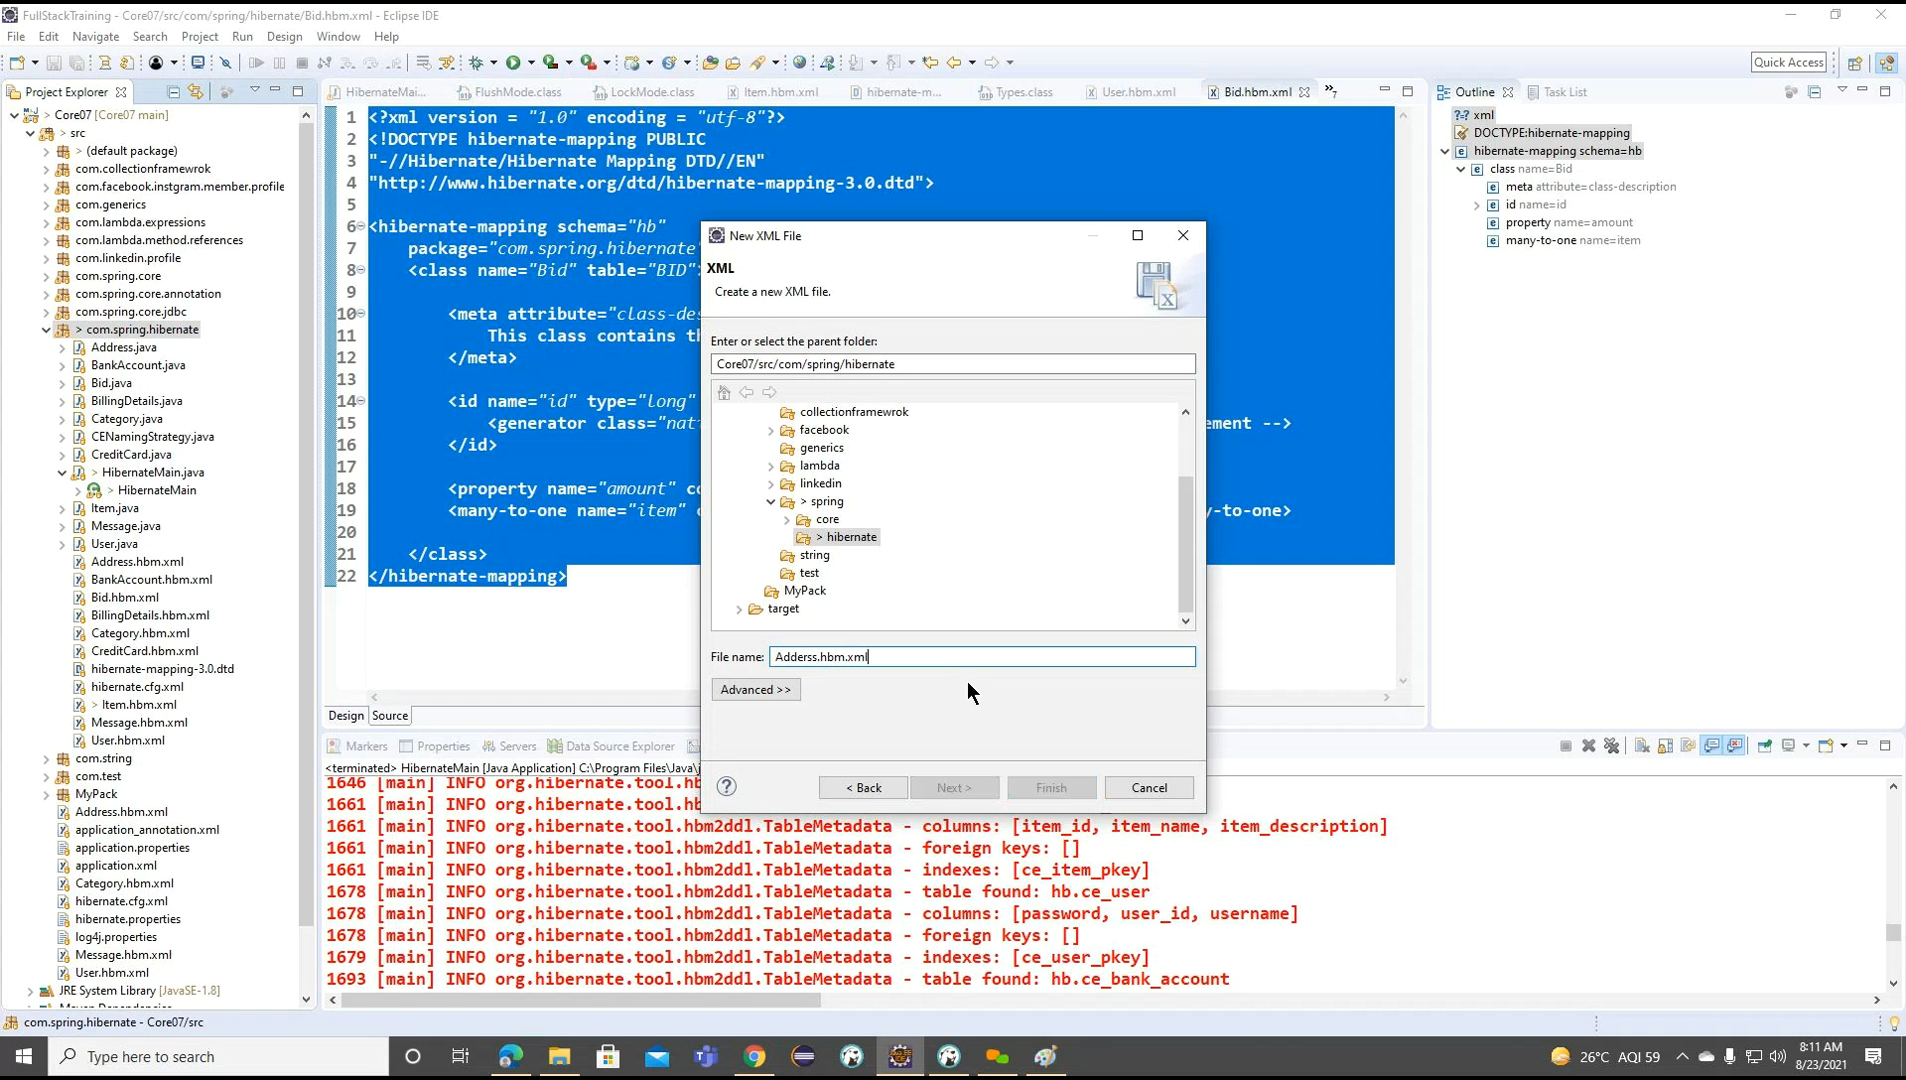 FullStackTraining - Core07/src/com/spring/hibernate/Bid.hbm.xml - Eclipse IDE
File Edit Navigate Search Project Run Design Window Help
Quick Access
Project Explorer
Core07 [Core07 main]
> src
> (default package)
com.collectionframewrok
com.facebook.instgram.member.profile
com.generics
com.lambda.expressions
com.lambda.method.references
com.linkedin.profile
com.spring.core
com.spring.core.annotation
com.spring.core.jdbc
> com.spring.hibernate
Address.java
BankAccount.java
Bid.java
BillingDetails.java
Category.java
CENamingStrategy.java
CreditCard.java
> HibernateMain.java
> HibernateMain
Item.java
Message.java
User.java
Address.hbm.xml
BankAccount.hbm.xml
Bid.hbm.xml
BillingDetails.hbm.xml
Category.hbm.xml
CreditCard.hbm.xml
hibernate-mapping-3.0.dtd
hibernate.cfg.xml
> Item.hbm.xml
Message.hbm.xml
User.hbm.xml
com.string
com.test
MyPack
Address.hbm.xml
application_annotation.xml
application.properties
application.xml
Category.hbm.xml
hibernate.cfg.xml
hibernate.properties
log4j.properties
Message.hbm.xml
User.hbm.xml
JRE System Library [JavaSE-1.8]
HibernateMai... FlushMode.class LockMode.class Item.hbm.xml hibernate-m... Types.class User.hbm.xml Bid.hbm.xml
1 <?xml version = "1.0" encoding = "utf-8"?>
2 <!DOCTYPE hibernate-mapping PUBLIC
3 "-//Hibernate/Hibernate Mapping DTD//EN"
4 "http://www.hibernate.org/dtd/hibernate-mapping-3.0.dtd">
5
6 <hibernate-mapping schema="hb"
7 package="com.spring.hibernate"
8 <class name="Bid" table="BID"
9
10 <meta attribute="class-des
11 This class contains th
12 </meta>
13
14 <id name="id" type="long"
15 <generator class="nat ement -->
16 </id>
17
18 <property name="amount" co
19 <many-to-one name="item" y-to-one>
20
21 </class>
22 </hibernate-mapping>
Design Source
New XML File
XML
Create a new XML file.
Enter or select the parent folder:
Core07/src/com/spring/hibernate
collectionframewrok
facebook
generics
lambda
linkedin
> spring
core
> hibernate
string
test
MyPack
target
File name: Adderss.hbm.xml
Advanced >>
< Back Next > Finish Cancel
Outline Task List
?=? xml
DOCTYPE:hibernate-mapping
hibernate-mapping schema=hb
class name=Bid
meta attribute=class-description
id name=id
property name=amount
many-to-one name=item
Markers Properties Servers Data Source Explorer
<terminated> HibernateMain [Java Application] C:\Program Files\Java\j
1646 [main] INFO org.hibernate.tool.hb
1661 [main] INFO org.hibernate.tool.hb
1661 [main] INFO org.hibernate.tool.hbm2ddl.TableMetadata - columns: [item_id, item_name, item_description]
1661 [main] INFO org.hibernate.tool.hbm2ddl.TableMetadata - foreign keys: []
1661 [main] INFO org.hibernate.tool.hbm2ddl.TableMetadata - indexes: [ce_item_pkey]
1678 [main] INFO org.hibernate.tool.hbm2ddl.TableMetadata - table found: hb.ce_user
1678 [main] INFO org.hibernate.tool.hbm2ddl.TableMetadata - columns: [password, user_id, username]
1678 [main] INFO org.hibernate.tool.hbm2ddl.TableMetadata - foreign keys: []
1679 [main] INFO org.hibernate.tool.hbm2ddl.TableMetadata - indexes: [ce_user_pkey]
1693 [main] INFO org.hibernate.tool.hbm2ddl.TableMetadata - table found: hb.ce_bank_account
com.spring.hibernate - Core07/src
Type here to search
26°C AQI 59
8:11 AM
8/23/2021